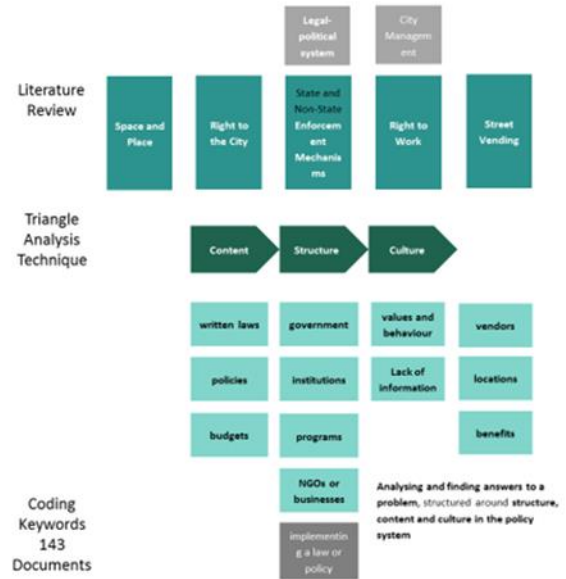 Legal-
political
system
City
Managem
ent
Literature
Review
Space and
Place
Right to
the City
State and
Non-State
Enforcem
ent
Mechanis
ms
Right to
Work
Street
Vending
Triangle
Analysis
Technique
Content
Structure
Culture
written laws
government
values and
behaviour
vendors
policies
institutions
Lack of
information
locations
budgets
programs
benefits
NGOs or
businesses
Coding
Keywords
143
Documents
implementin
g a law or
policy
Analysing and finding answers to a
problem, structured around structure,
content and culture in the policy
system